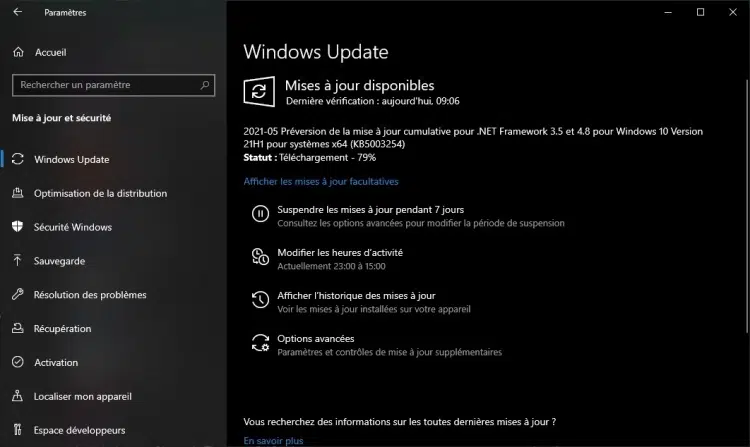 Paramètres
Accueil
Rechercher un paramètre
Mise à jour et sécurité
Windows Update
Optimisation de la distribution
Sécurité Windows
Sauvegarde
Résolution des problèmes
Récupération
Activation
Localiser mon appareil
Espace développeurs
Windows Update
Mises à jour disponibles
Dernière vérification : aujourd'hui, 09:06
2021-05 Préversion de la mise à jour cumulative pour .NET Framework 3.5 et 4.8 pour Windows 10 Version
21H1 pour systèmes x64 (KB5003254)
Statut : Téléchargement - 79%
Afficher les mises à jour facultatives
Suspendre les mises à jour pendant 7 jours
Consultez les options avancées pour modifier la période de suspension
Modifier les heures d'activité
Actuellement 23:00 à 15:00
Afficher l'historique des mises à jour
Voir les mises à jour installées sur votre appareil
Options avancées
Paramètres et contrôles de mise à jour supplémentaires
Vous recherchez des informations sur les toutes dernières mises à jour ?
En savoir plus